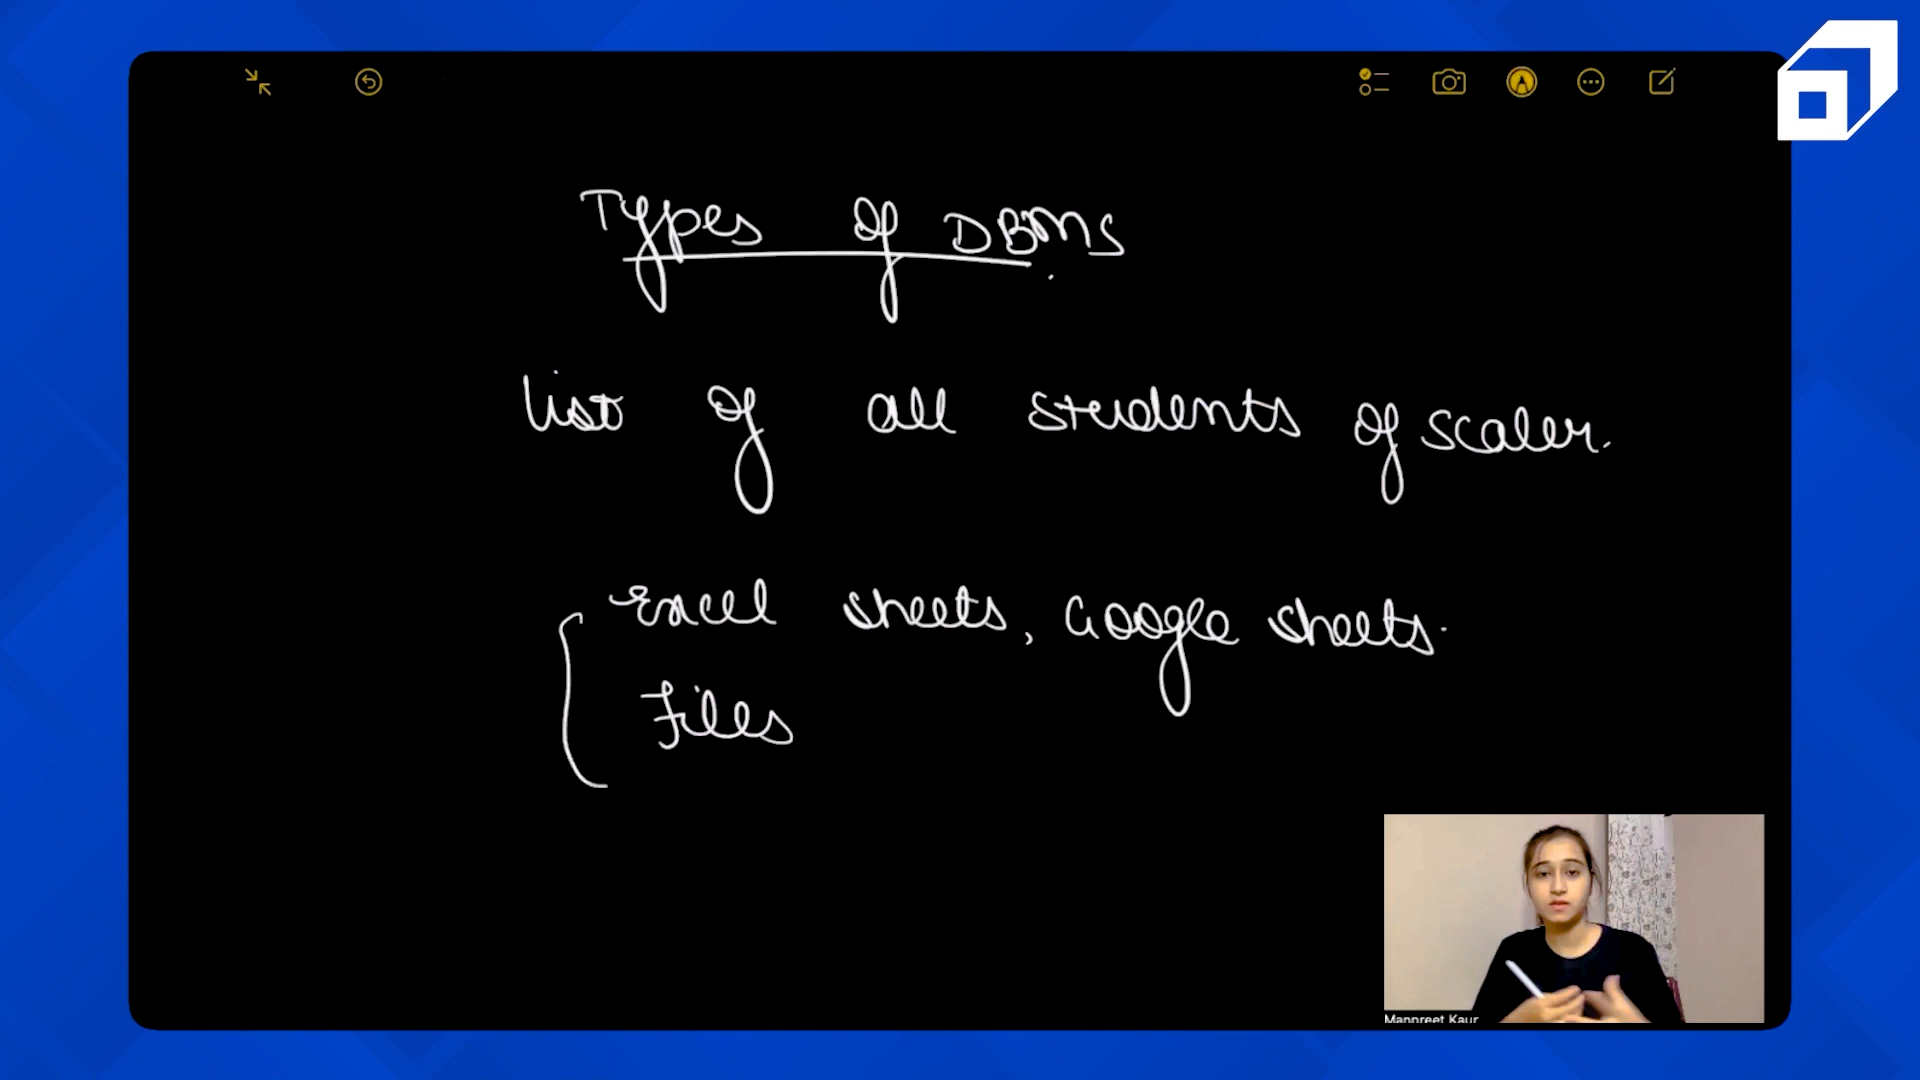 Types of DBMS
list of all students of scaler.
Excel sheets, Google sheets.
files
Manpreet Kaur